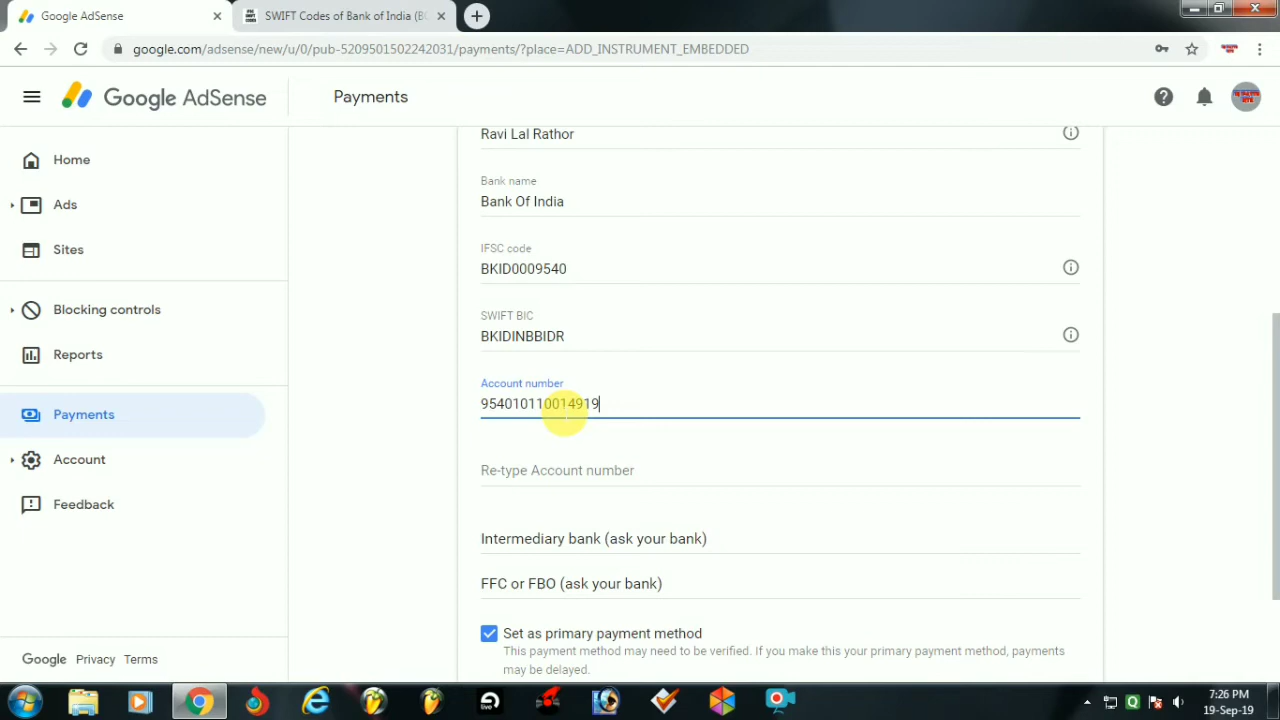 Google AdSense
SWIFT Codes of Bank of India (BC
google.com/adsense/new/u/0/pub-5209501502242031/payments/?place=ADD_INSTRUMENT_EMBEDDED
Google AdSense
Payments
Home
Ads
Sites
Blocking controls
Reports
Payments
Account
Feedback
Google Privacy Terms
Ravi Lal Rathor
Bank name
Bank Of India
IFSC code
BKID0009540
SWIFT BIC
BKIDINBBIDR
Account number
954010110014919
Re-type Account number
Intermediary bank (ask your bank)
FFC or FBO (ask your bank)
Set as primary payment method
This payment method may need to be verified. If you make this your primary payment method, payments
may be delayed.
live
7:26 PM
19-Sep-19